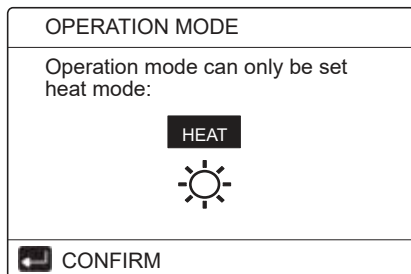 OPERATION MODE
Operation mode can only be set
heat mode:
HEAT
CONFIRM